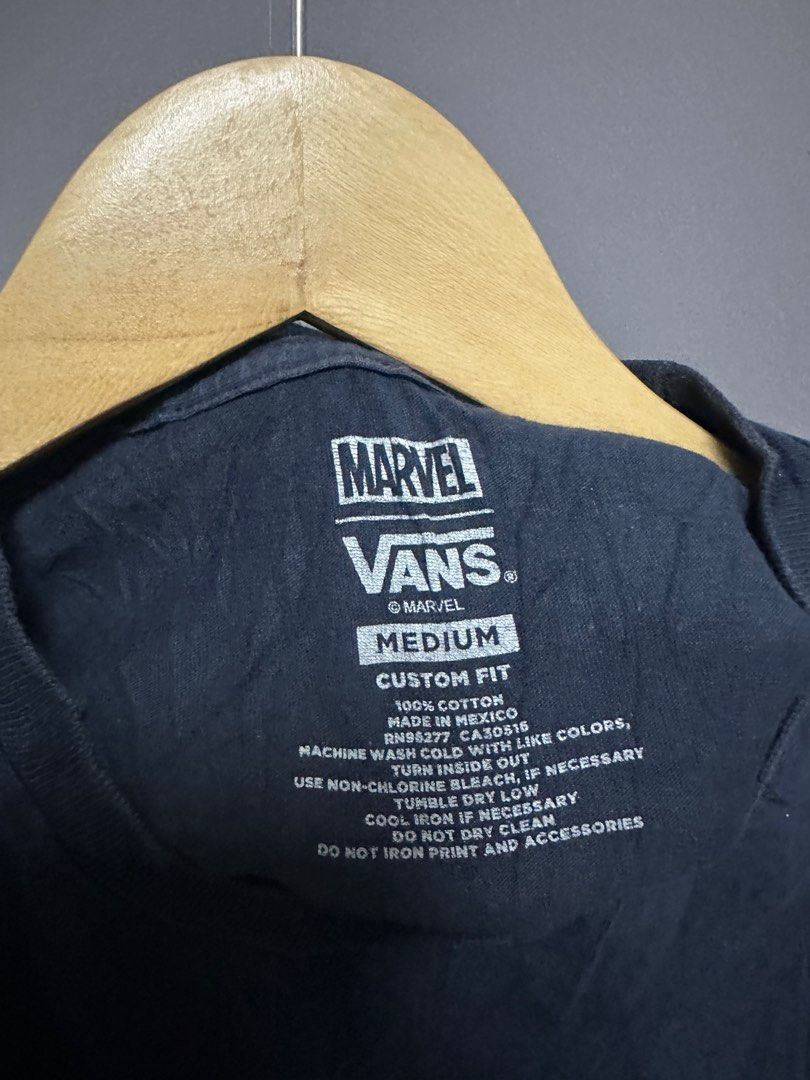 MARVEL
VANS®
© MARVEL
MEDIUM
CUSTOM FIT
100% COTTON
MADE IN MEXICO
RN96277 CA30516
MACHINE WASH COLD WITH LIKE COLORS,
TURN INSIDE OUT
USE NON-CHLORINE BLEACH, IF NECESSARY
TUMBLE DRY LOW
COOL IRON IF NECESSARY
DO NOT DRY CLEAN
DO NOT IRON PRINT AND ACCESSORIES